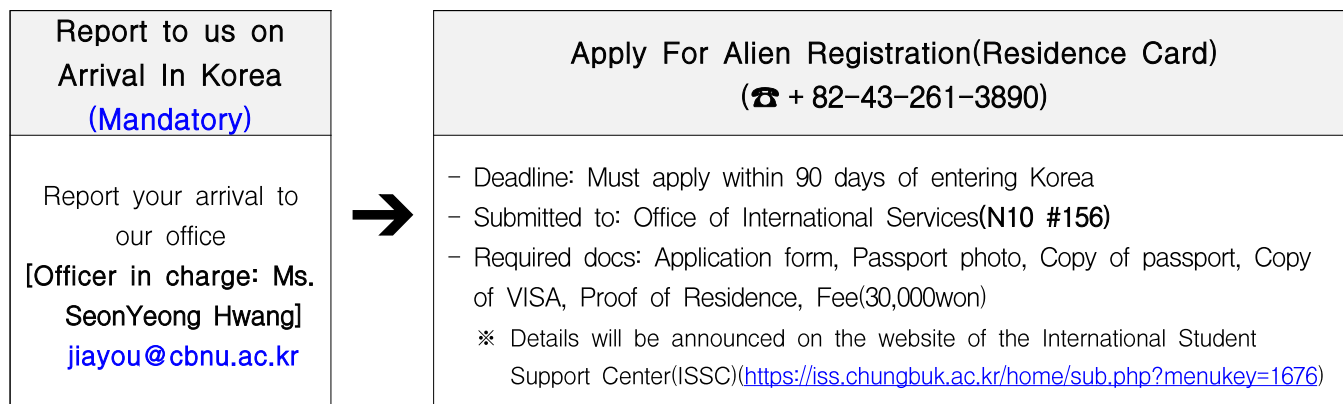 Report to us on
Arrival In Korea
(Mandatory)
Report your arrival to
our office
[Officer in charge: Ms.
SeonYeong Hwang]
jiayou@cbnu.ac.kr
➔
Apply For Alien Registration(Residence Card)
(☎ + 82-43-261-3890)
- Deadline: Must apply within 90 days of entering Korea
- Submitted to: Office of International Services(N10 #156)
- Required docs: Application form, Passport photo, Copy of passport, Copy
of VISA, Proof of Residence, Fee(30,000won)
※ Details will be announced on the website of the International Student
Support Center(ISSC)(https://iss.chungbuk.ac.kr/home/sub.php?menukey=1676)